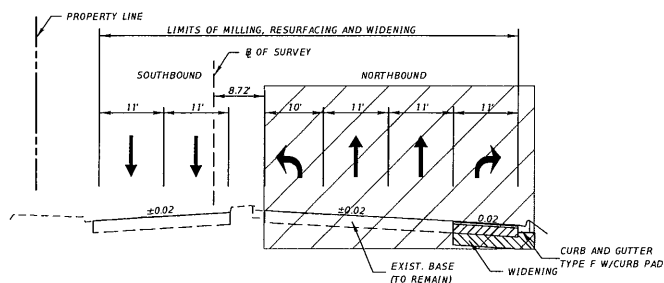 PROPERTY LINE
LIMITS OF MILLING, RESURFACING AND WIDENING
℄ OF SURVEY
SOUTHBOUND
NORTHBOUND
8.72'
11'
11'
10'
11'
11'
11'
±0.02
±0.02
0.02
CURB AND GUTTER
TYPE F W/CURB PAD
EXIST. BASE
(TO REMAIN)
WIDENING